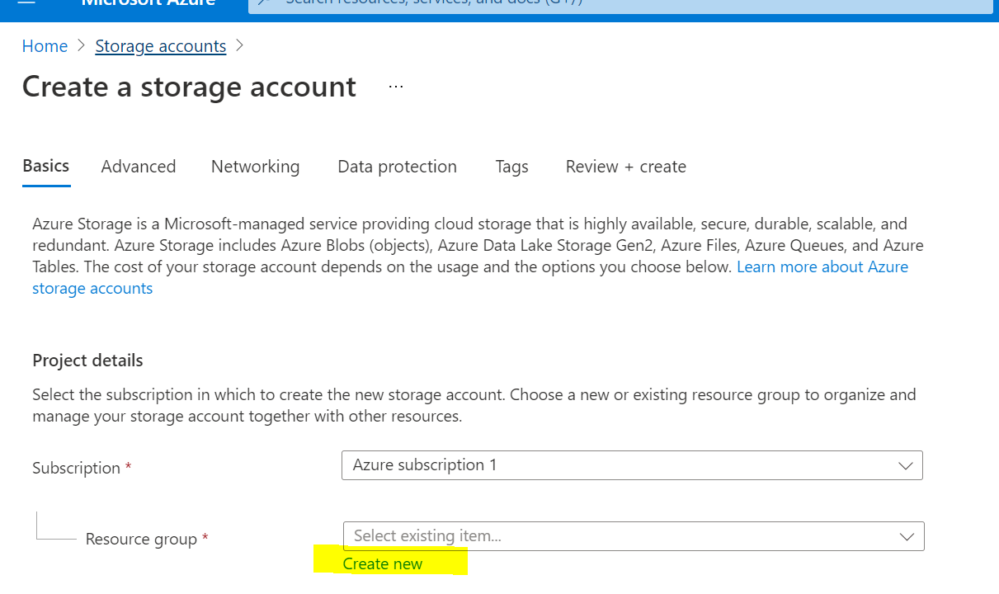 Microsoft Azure
Search resources, services, and docs (G+/)
Home > Storage accounts >
Create a storage account ...
Basics Advanced Networking Data protection Tags Review + create
Azure Storage is a Microsoft-managed service providing cloud storage that is highly available, secure, durable, scalable, and
redundant. Azure Storage includes Azure Blobs (objects), Azure Data Lake Storage Gen2, Azure Files, Azure Queues, and Azure
Tables. The cost of your storage account depends on the usage and the options you choose below. Learn more about Azure
storage accounts
Project details
Select the subscription in which to create the new storage account. Choose a new or existing resource group to organize and
manage your storage account together with other resources.
Subscription *
Azure subscription 1
Resource group *
Select existing item...
Create new